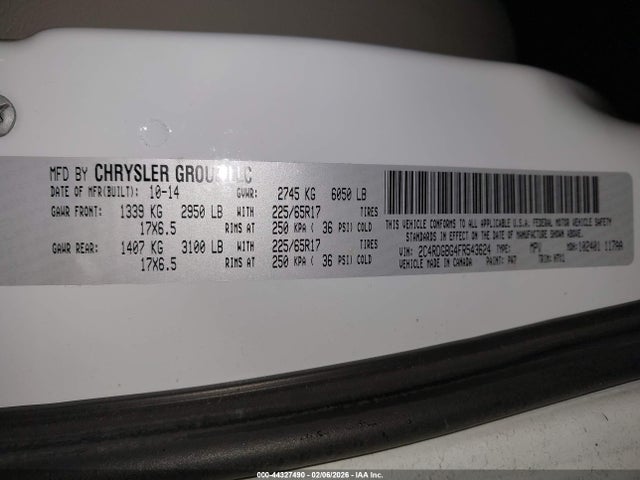 MFD BY CHRYSLER GROUP LLC
DATE OF MFR(BUILT): 10-14 GVWR: 2745 KG 6050 LB
GAWR FRONT: 1339 KG 2950 LB WITH 225/65R17 TIRES
17X6.5 RIMS AT 250 KPA ( 36 PSI) COLD
GAWR REAR: 1407 KG 3100 LB WITH 225/65R17 TIRES
17X6.5 RIMS AT 250 KPA ( 36 PSI) COLD
THIS VEHICLE CONFORMS TO ALL APPLICABLE U.S.A. FEDERAL MOTOR VEHICLE SAFETY
STANDARDS IN EFFECT ON THE DATE OF MANUFACTURE SHOWN ABOVE.
VIN: 2C4RDGBG4FR543624 TYPE: MPV MDH: 102401 117AA
VEHICLE MADE IN CANADA PAINT: PW7 TRIM:
000-44327490 - 02/06/2026 - IAA Inc.